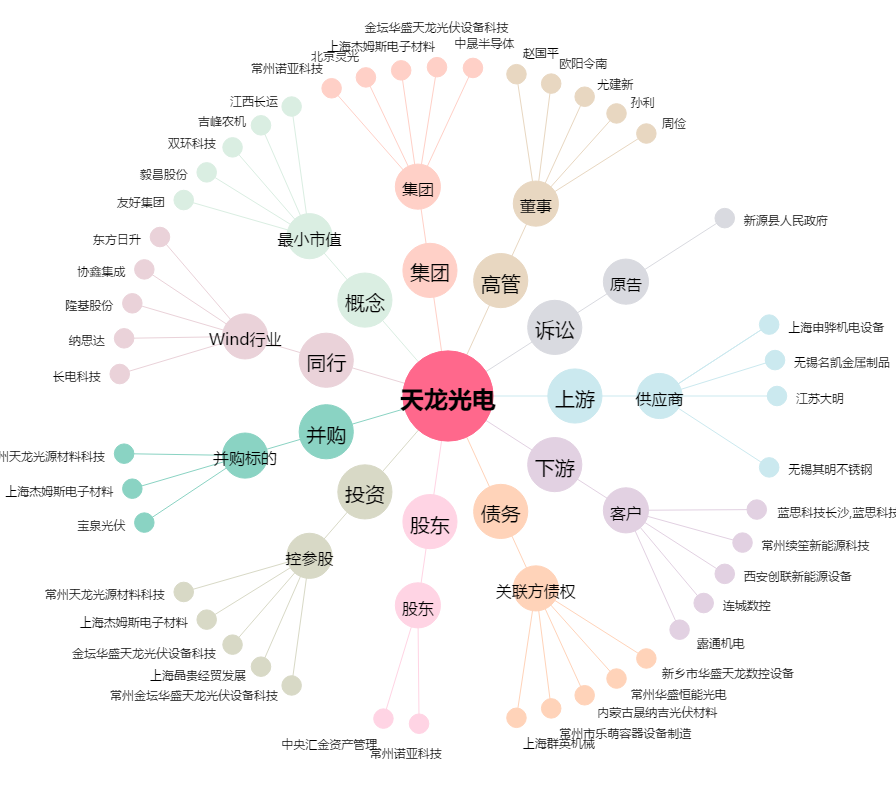 金坛华盛天龙光伏设备科技
上海杰姆斯电子材料
中晟半导体
北京灵光
常州诺亚科技
赵国平
欧阳令南
尤建新
孙利
周俭
江西长运
吉峰农机
双环科技
毅昌股份
友好集团
集团
董事
新源县人民政府
最小市值
东方日升
协鑫集成
隆基股份
纳思达
长电科技
集团
高管
原告
概念
诉讼
Wind行业
同行
上海申骅机电设备
无锡名凯金属制品
江苏大明
无锡其明不锈钢
天龙光电
上游
供应商
并购
并购标的
州天龙光源材料科技
上海杰姆斯电子材料
宝泉光伏
下游
客户
蓝思科技长沙,蓝思科技
常州续笙新能源科技
西安创联新能源设备
连城数控
露通机电
投资
股东
债务
控参股
常州天龙光源材料科技
上海杰姆斯电子材料
金坛华盛天龙光伏设备科技
上海昂贵经贸发展
常州金坛华盛天龙光伏设备科技
股东
关联方债权
中央汇金资产管理
常州诺亚科技
新乡市华盛天龙数控设备
常州华盛恒能光电
内蒙古晟纳吉光伏材料
常州市乐萌容器设备制造
上海群英机械